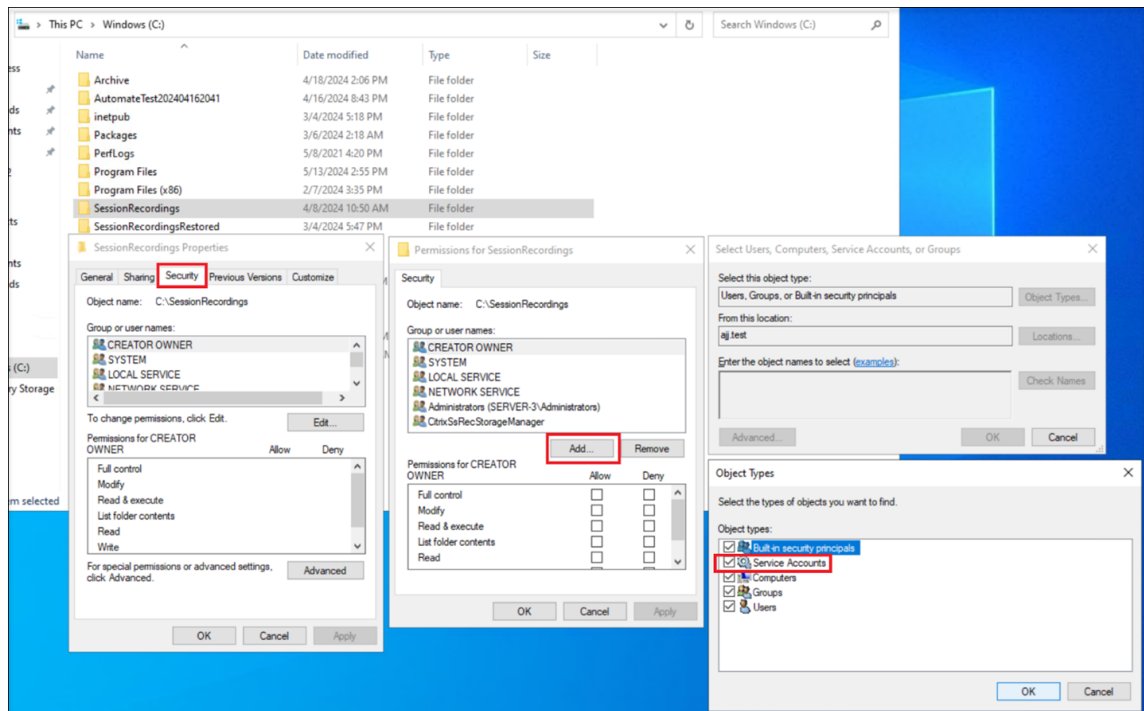 This PC > Windows (C:)
Search Windows (C:)
Name Date modified Type Size
Archive 4/18/2024 2:06 PM File folder
AutomateTest202404162041 4/16/2024 8:43 PM File folder
inetpub 3/4/2024 5:18 PM File folder
Packages 3/6/2024 2:18 AM File folder
PerfLogs 5/8/2021 4:20 PM File folder
Program Files 5/13/2024 2:55 PM File folder
Program Files (x86) 2/7/2024 3:35 PM File folder
SessionRecordings 4/8/2024 10:50 AM File folder
SessionRecordingsRestored 3/4/2024 5:47 PM File folder
(C:)
ry Storage
m selected
SessionRecordings Properties
General Sharing Security Previous Versions Customize
Object name: C:\SessionRecordings
Group or user names:
CREATOR OWNER
SYSTEM
LOCAL SERVICE
NETWORK SERVICE
To change permissions, click Edit.
Edit...
Permissions for CREATOR
OWNER Allow Deny
Full control
Modify
Read & execute
List folder contents
Read
Write
For special permissions or advanced settings,
click Advanced.
Advanced
OK Cancel Apply
Permissions for SessionRecordings
Security
Object name: C:\SessionRecordings
Group or user names:
CREATOR OWNER
SYSTEM
LOCAL SERVICE
NETWORK SERVICE
Administrators (SERVER-3\Administrators)
CitrixSsRecStorageManager
Add... Remove
Permissions for CREATOR
OWNER Allow Deny
Full control
Modify
Read & execute
List folder contents
Read
OK Cancel Apply
Select Users, Computers, Service Accounts, or Groups
Select this object type:
Users, Groups, or Built-in security principals
Object Types...
From this location:
ajj.test
Locations...
Enter the object names to select (examples):
Check Names
Advanced...
OK Cancel
Object Types
Select the types of objects you want to find.
Object types:
Built-in security principals
Service Accounts
Computers
Groups
Users
OK Cancel